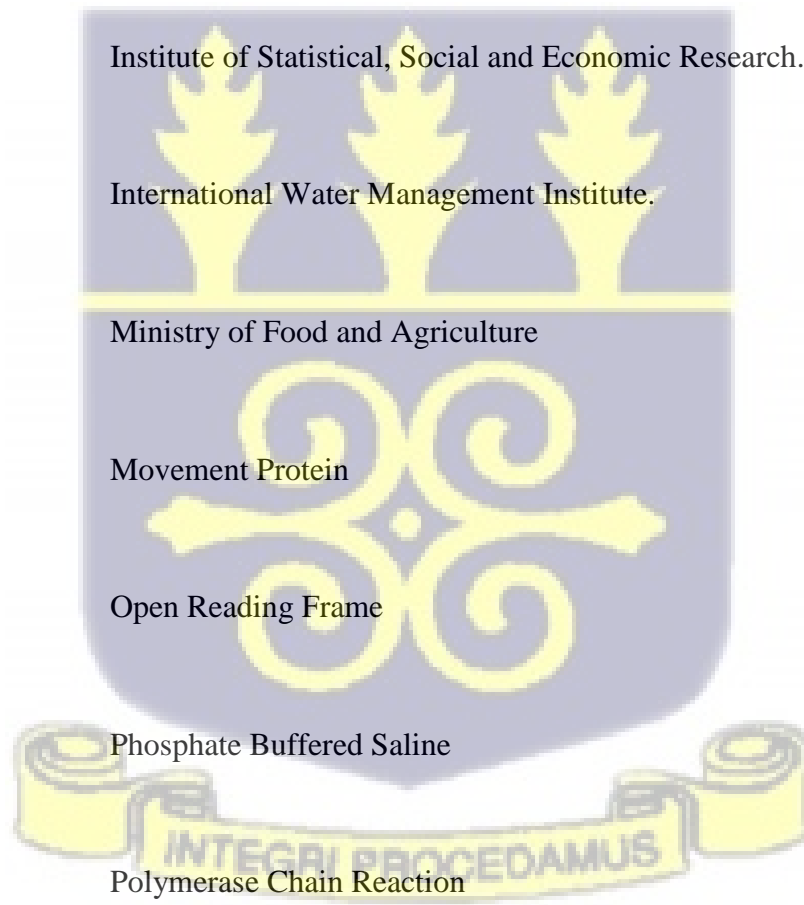 Institute of Statistical, Social and Economic Research.
International Water Management Institute.
Ministry of Food and Agriculture
Movement Protein
Open Reading Frame
Phosphate Buffered Saline
INTEGRI PROCEDAMUS
Polymerase Chain Reaction